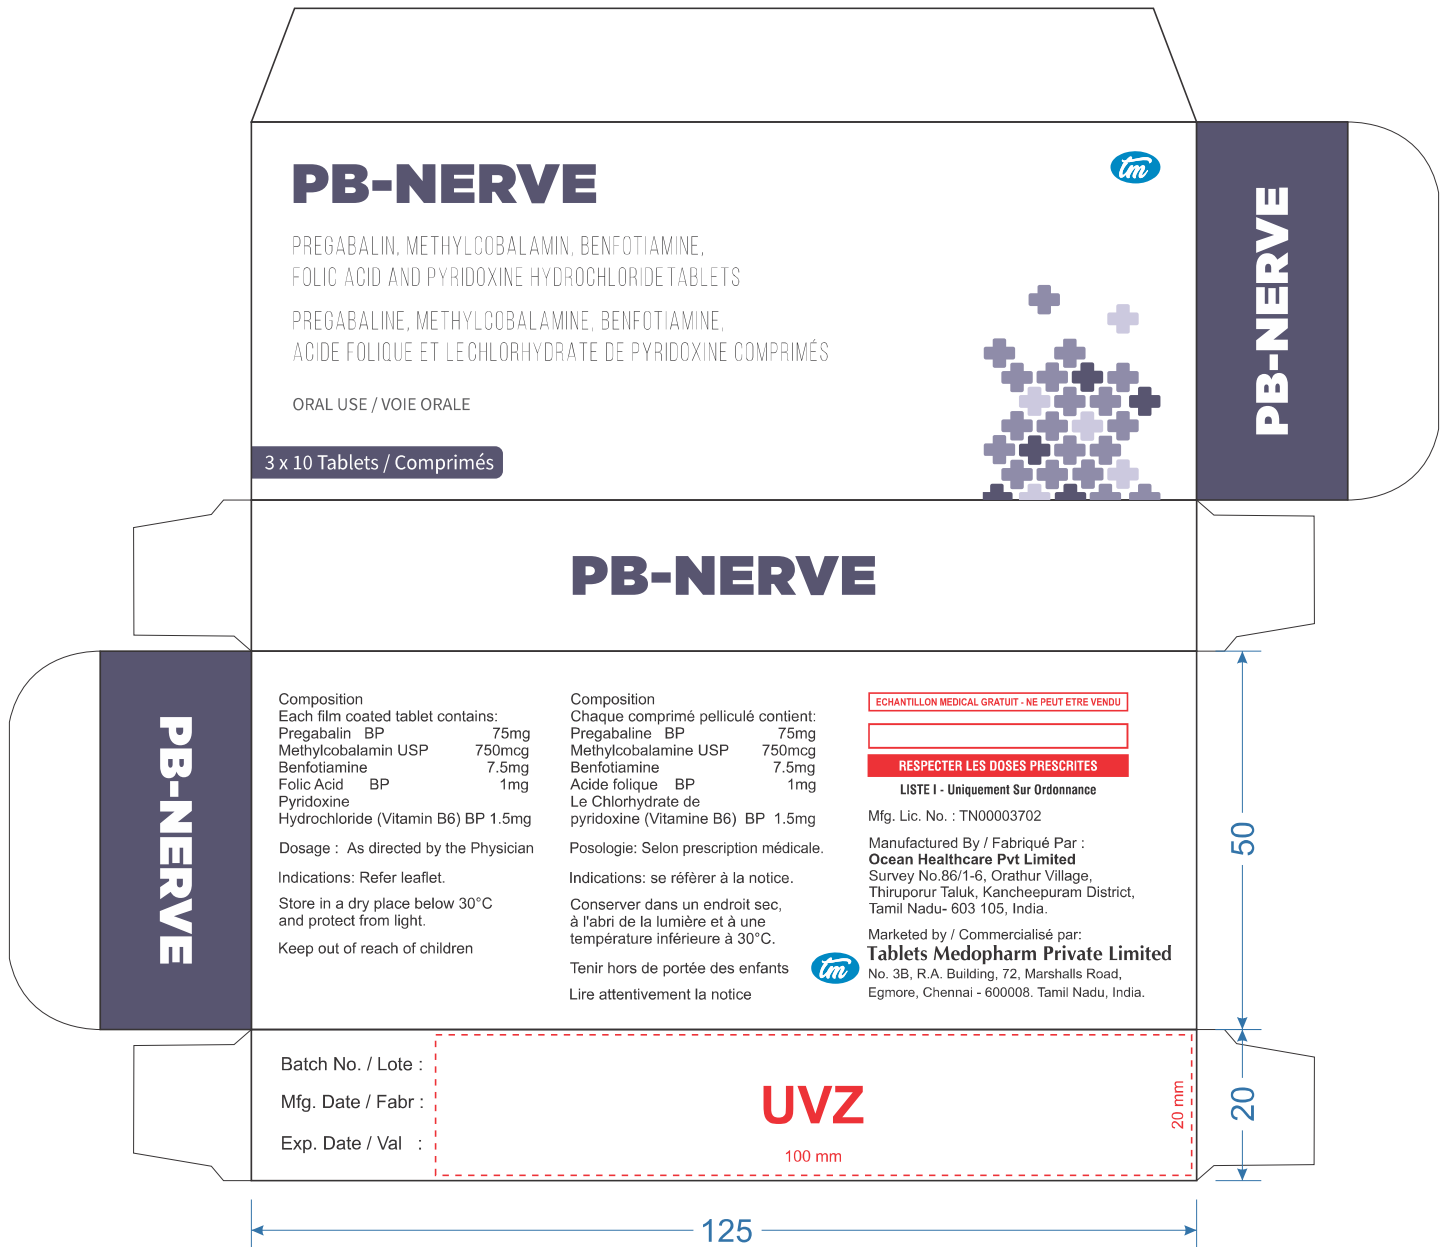 PB-NERVE
tm
PREGABALIN, METHYLCOBALAMIN, BENFOTIAMINE,
FOLIC ACID AND PYRIDOXINE HYDROCHLORIDE TABLETS
PREGABALINE, METHYLCOBALAMINE, BENFOTIAMINE,
ACIDE FOLIQUE ET LE CHLORHYDRATE DE PYRIDOXINE COMPRIMÉS
ORAL USE / VOIE ORALE
3 x 10 Tablets / Comprimés
PB-NERVE
PB-NERVE
PB-NERVE
Composition
Each film coated tablet contains:
Pregabalin BP 75mg
Methylcobalamin USP 750mcg
Benfotiamine 7.5mg
Folic Acid BP 1mg
Pyridoxine
Hydrochloride (Vitamin B6) BP 1.5mg
Dosage : As directed by the Physician
Indications: Refer leaflet.
Store in a dry place below 30°C
and protect from light.
Keep out of reach of children
Composition
Chaque comprimé pelliculé contient:
Pregabaline BP 75mg
Methylcobalamine USP 750mcg
Benfotiamine 7.5mg
Acide folique BP 1mg
Le Chlorhydrate de
pyridoxine (Vitamine B6) BP 1.5mg
Posologie: Selon prescription médicale.
Indications: se référer à la notice.
Conserver dans un endroit sec,
à l'abri de la lumière et à une
température inférieure à 30°C.
Tenir hors de portée des enfants
Lire attentivement la notice
ECHANTILLON MEDICAL GRATUIT - NE PEUT ETRE VENDU
RESPECTER LES DOSES PRESCRITES
LISTE I - Uniquement Sur Ordonnance
Mfg. Lic. No. : TN00003702
Manufactured By / Fabriqué Par :
Ocean Healthcare Pvt Limited
Survey No.86/1-6, Orathur Village,
Thiruporur Taluk, Kancheepuram District,
Tamil Nadu- 603 105, India.
Marketed by / Commercialisé par:
tm
Tablets Medopharm Private Limited
No. 3B, R.A. Building, 72, Marshalls Road,
Egmore, Chennai - 600008. Tamil Nadu, India.
50
Batch No. / Lote :
Mfg. Date / Fabr :
Exp. Date / Val :
UVZ
100 mm
20 mm
20
125